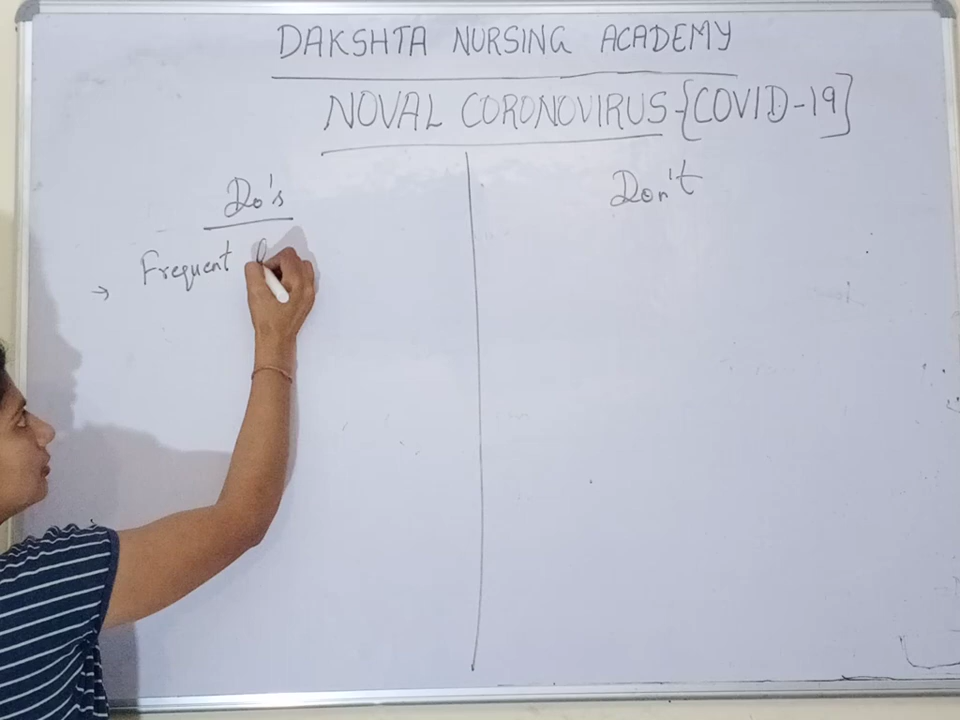 DAKSHTA NURSING ACADEMY
NOVAL CORONOVIRUS-{COVID-19]
Do's
Don't
→ Frequent